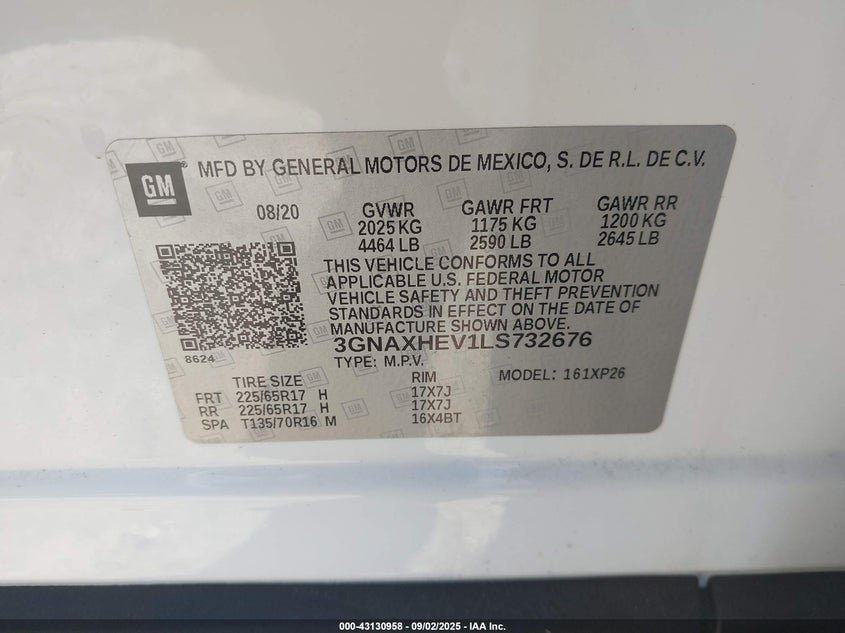 GM
MFD BY GENERAL MOTORS DE MEXICO, S. DE R.L. DE C.V.
08/20
GVWR
2025 KG
4464 LB
GAWR FRT
1175 KG
2590 LB
GAWR RR
1200 KG
2645 LB
THIS VEHICLE CONFORMS TO ALL
APPLICABLE U.S. FEDERAL MOTOR
VEHICLE SAFETY AND THEFT PREVENTION
STANDARDS IN EFFECT ON THE DATE OF
MANUFACTURE SHOWN ABOVE.
8624
3GNAXHEV1LS732676
TYPE: M.P.V.
MODEL: 161XP26
TIRE SIZE RIM
FRT 225/65R17 H 17X7J
RR 225/65R17 H 17X7J
SPA T135/70R16 M 16X4BT
000-43130958 - 09/02/2025 - IAA Inc.